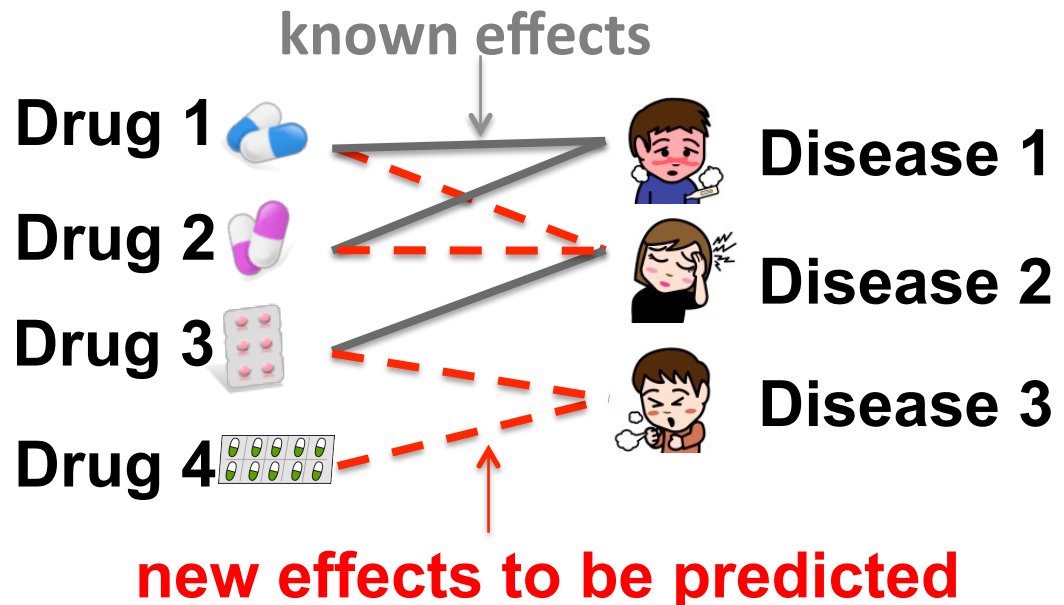 known effects
Drug 1
Disease 1
Drug 2
Disease 2
Drug 3
Disease 3
Drug 4
new effects to be predicted